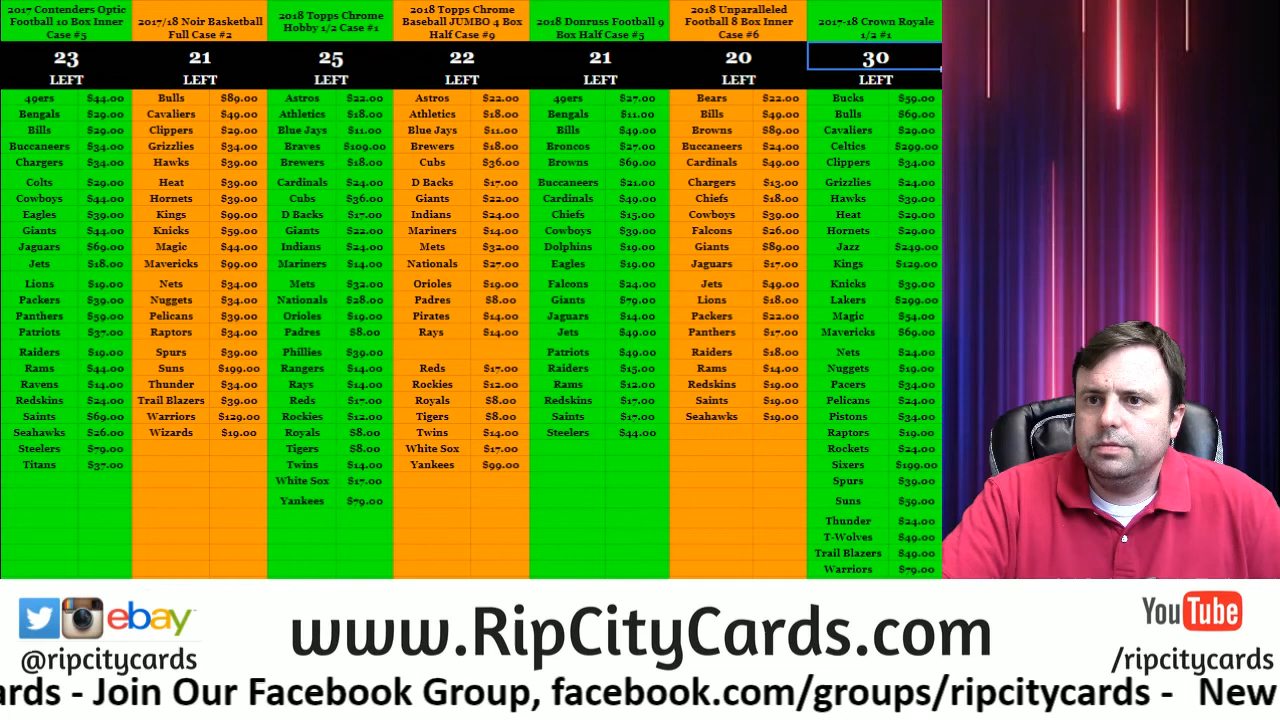 2017 Contenders Optic
Football 10 Box Inner
Case #5
23
LEFT
49ers $44.00
Bengals $29.00
Bills $29.00
Buccaneers $34.00
Chargers $34.00
Colts $29.00
Cowboys $44.00
Eagles $39.00
Giants $44.00
Jaguars $69.00
Jets $18.00
Lions $19.00
Packers $39.00
Panthers $59.00
Patriots $37.00
Raiders $19.00
Rams $44.00
Ravens $14.00
Redskins $24.00
Saints $69.00
Seahawks $26.00
Steelers $79.00
Titans $37.00
2017/18 Noir Basketball
Full Case #2
21
LEFT
Bulls $89.00
Cavaliers $49.00
Clippers $29.00
Grizzlies $34.00
Hawks $39.00
Heat $39.00
Hornets $39.00
Kings $99.00
Knicks $59.00
Magic $44.00
Mavericks $99.00
Nets $34.00
Nuggets $34.00
Pelicans $39.00
Raptors $34.00
Spurs $39.00
Suns $199.00
Thunder $34.00
Trail Blazers $39.00
Warriors $129.00
Wizards $19.00
2018 Topps Chrome
Hobby 1/2 Case #1
25
LEFT
Astros $22.00
Athletics $18.00
Blue Jays $11.00
Braves $109.00
Brewers $18.00
Cardinals $24.00
Cubs $36.00
D Backs $17.00
Giants $22.00
Indians $24.00
Mariners $14.00
Mets $32.00
Nationals $28.00
Orioles $19.00
Padres $8.00
Phillies $39.00
Rangers $14.00
Rays $14.00
Reds $17.00
Rockies $12.00
Royals $8.00
Tigers $8.00
Twins $14.00
White Sox $17.00
Yankees $79.00
2018 Topps Chrome
Baseball JUMBO 4 Box
Half Case #9
22
LEFT
Astros $22.00
Athletics $18.00
Blue Jays $11.00
Brewers $18.00
Cubs $36.00
D Backs $17.00
Giants $22.00
Indians $24.00
Mariners $14.00
Mets $32.00
Nationals $27.00
Orioles $19.00
Padres $8.00
Pirates $14.00
Rays $14.00
Reds $17.00
Rockies $12.00
Royals $8.00
Tigers $8.00
Twins $14.00
White Sox $17.00
Yankees $99.00
2018 Donruss Football 9
Box Half Case #5
21
LEFT
49ers $27.00
Bengals $11.00
Bills $49.00
Broncos $27.00
Browns $69.00
Buccaneers $21.00
Cardinals $49.00
Chiefs $15.00
Cowboys $39.00
Dolphins $19.00
Eagles $19.00
Falcons $24.00
Giants $79.00
Jaguars $14.00
Jets $49.00
Patriots $49.00
Raiders $15.00
Rams $12.00
Redskins $17.00
Saints $17.00
Steelers $44.00
2018 Unparalleled
Football 8 Box Inner
Case #6
20
LEFT
Bears $22.00
Bills $49.00
Browns $89.00
Buccaneers $24.00
Cardinals $49.00
Chargers $13.00
Chiefs $18.00
Cowboys $39.00
Falcons $26.00
Giants $89.00
Jaguars $17.00
Jets $49.00
Lions $18.00
Packers $22.00
Panthers $17.00
Raiders $18.00
Rams $14.00
Redskins $19.00
Saints $19.00
Seahawks $19.00
2017-18 Crown Royale
1/2 #1
30
LEFT
Bucks $59.00
Bulls $69.00
Cavaliers $29.00
Celtics $299.00
Clippers $34.00
Grizzlies $24.00
Hawks $39.00
Heat $29.00
Hornets $29.00
Jazz $249.00
Kings $129.00
Knicks $39.00
Lakers $299.00
Magic $54.00
Mavericks $69.00
Nets $24.00
Nuggets $19.00
Pacers $34.00
Pelicans $24.00
Pistons $34.00
Raptors $19.00
Rockets $24.00
Sixers $199.00
Spurs $39.00
Suns $59.00
Thunder $24.00
T-Wolves $49.00
Trail Blazers $49.00
Warriors $79.00
ebay
@ripcitycards
www.RipCityCards.com
YouTube
/ripcitycards
ards - Join Our Facebook Group, facebook.com/groups/ripcitycards - New